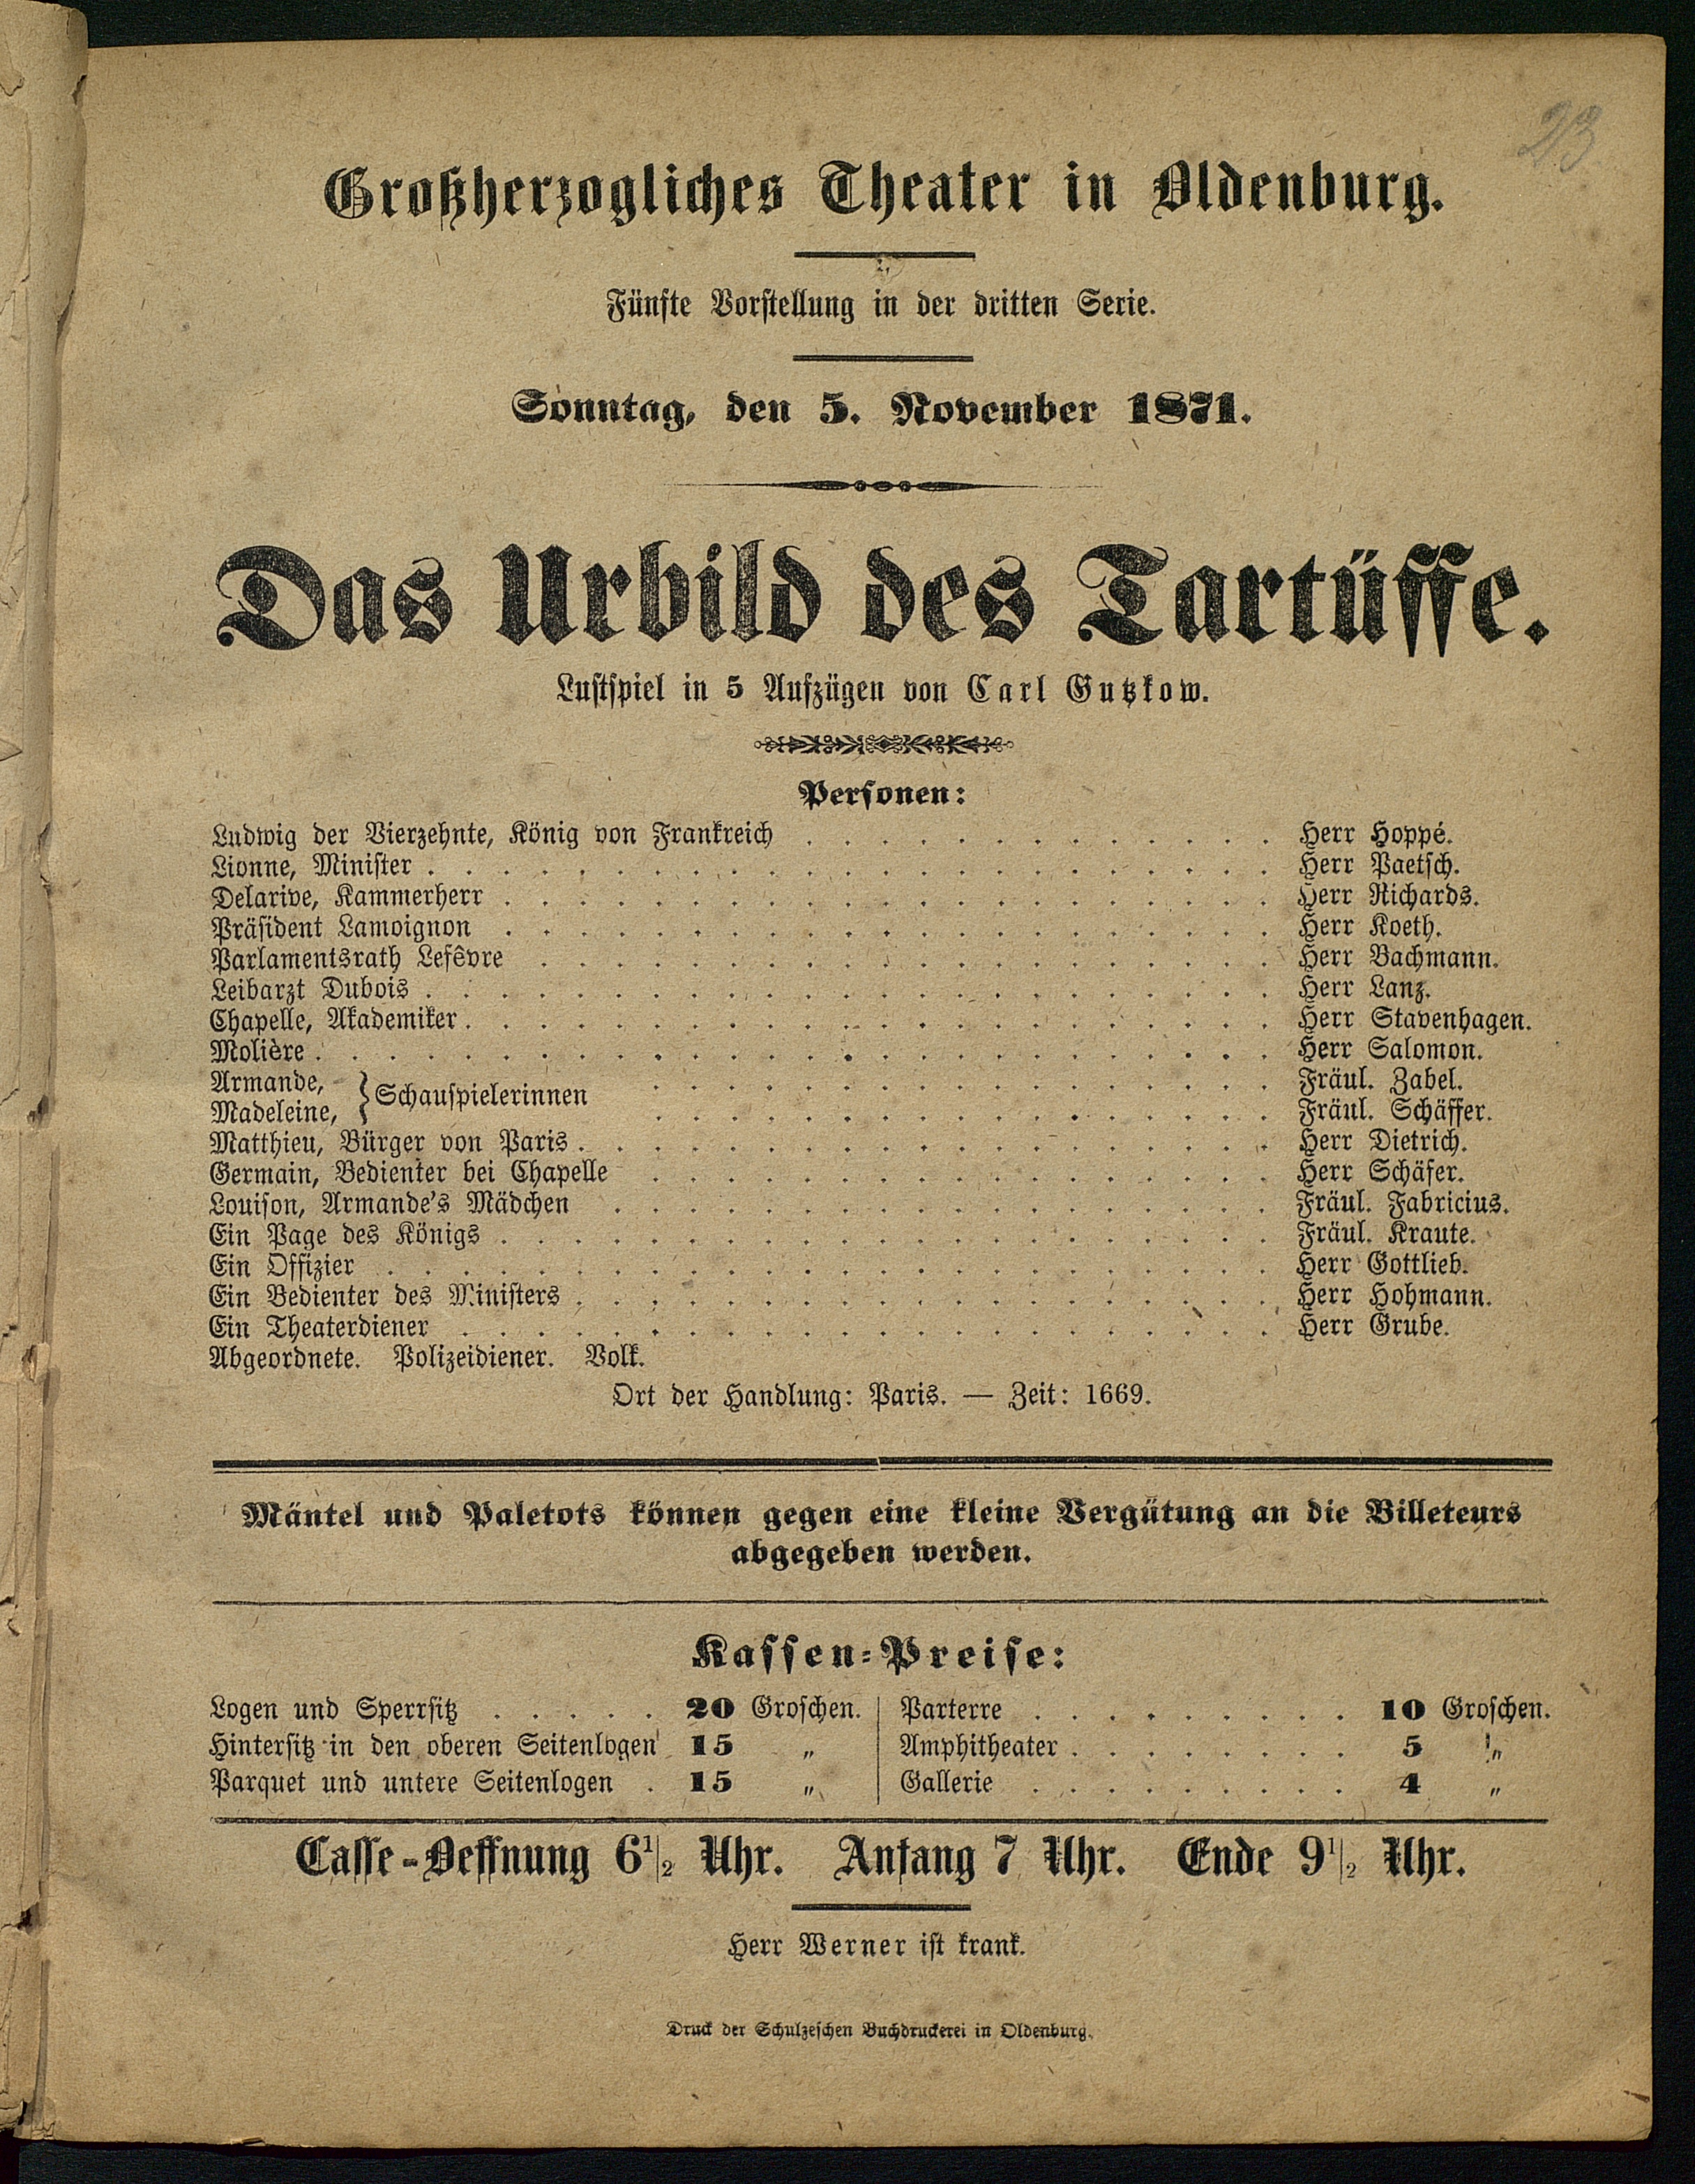 23
Großherzogliches Theater in Oldenburg.
Fünfte Vorstellung in der dritten Serie.
Sonntag, den 5. November 1871.
Das Urbild des Tartüffe.
Lustspiel in 5 Aufzügen von Carl Gutzkow.
Personen:
Ludwig der Vierzehnte, König von Frankreich . . . . . . . . . . . . . Herr Hoppé.
Lionne, Minister . . . . . . . . . . . . . . . . . . . . . . . Herr Paetsch.
Delarive, Kammerherr . . . . . . . . . . . . . . . . . . . . . Herr Richards.
Präsident Lamoignon . . . . . . . . . . . . . . . . . . . . . Herr Koeth.
Parlamentsrath Lefêvre . . . . . . . . . . . . . . . . . . . . Herr Bachmann.
Leibarzt Dubois . . . . . . . . . . . . . . . . . . . . . . . Herr Lanz.
Chapelle, Akademiker . . . . . . . . . . . . . . . . . . . . . . Herr Stavenhagen.
Molière . . . . . . . . . . . . . . . . . . . . . . . . . . Herr Salomon.
Armande, } Schauspielerinnen . . . . . . . . . . . . . . . . . Fräul. Zabel.
Madeleine, } . . . . . . . . . . . . . . . . . Fräul. Schäffer.
Matthieu, Bürger von Paris . . . . . . . . . . . . . . . . . . . Herr Dietrich.
Germain, Bedienter bei Chapelle . . . . . . . . . . . . . . . . . Herr Schäfer.
Louison, Armande's Mädchen . . . . . . . . . . . . . . . . . . Fräul. Fabricius.
Ein Page des Königs . . . . . . . . . . . . . . . . . . . . . Fräul. Kraute.
Ein Offizier . . . . . . . . . . . . . . . . . . . . . . . . Herr Gottlieb.
Ein Bedienter des Ministers . . . . . . . . . . . . . . . . . . . Herr Hohmann.
Ein Theaterdiener . . . . . . . . . . . . . . . . . . . . . . Herr Grube.
Abgeordnete. Polizeidiener. Volk.
Ort der Handlung: Paris. — Zeit: 1669.
Mäntel und Paletots können gegen eine kleine Vergütung an die Billeteurs
abgegeben werden.
Kassen-Preise:
Logen und Sperrsitz . . . . . 20 Groschen. | Parterre . . . . . . . . . 10 Groschen.
Hintersitz in den oberen Seitenlogen 15 „ | Amphitheater . . . . . . . . 5 „
Parquet und untere Seitenlogen . 15 „ | Gallerie . . . . . . . . . 4 „
Casse-Oeffnung 6 1/2 Uhr. Anfang 7 Uhr. Ende 9 1/2 Uhr.
Herr Werner ist krank.
Druck der Schulzeschen Buchdruckerei in Oldenburg.